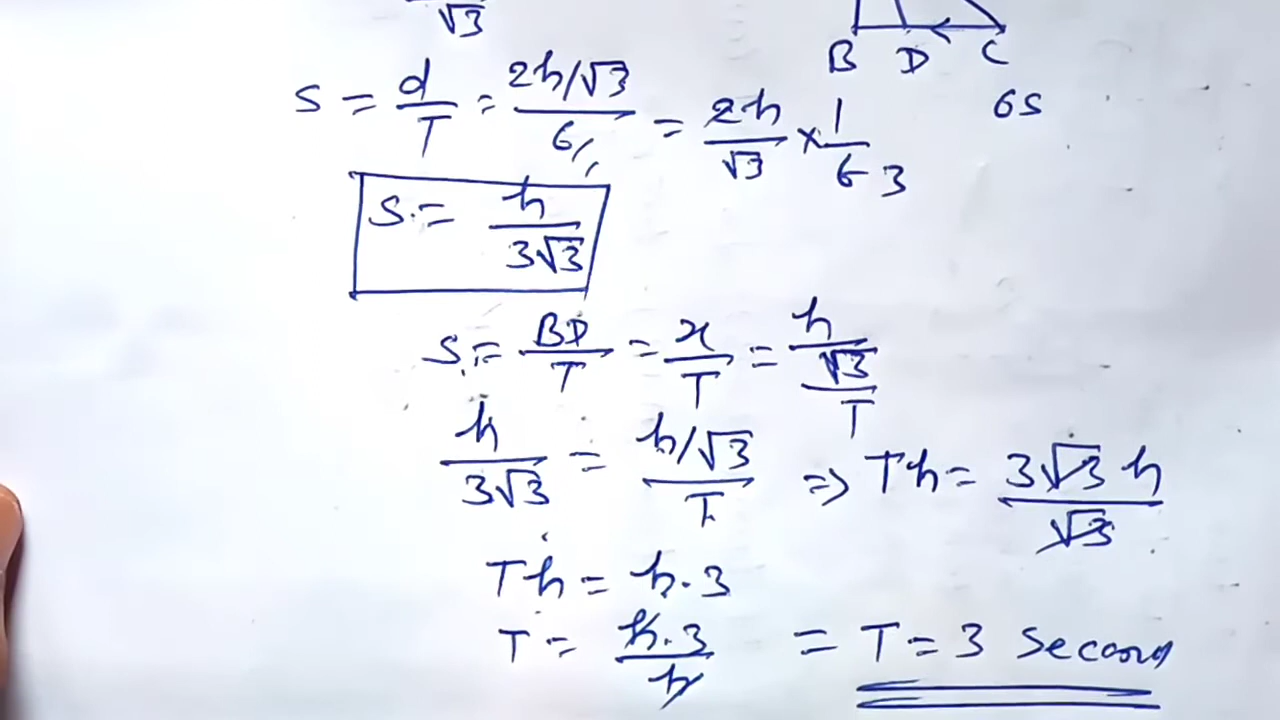 √3
B D C
6s
S = d/T = 2h/√3 / 6 = 2h/√3 × 1/6 3
S = h/3√3
S = BD/T = x/T = h/√3 / T
h/3√3 = h/√3 / T ⇒ Th = 3√3 h/√3
Th = h·3
T = h·3/h = T = 3 Second